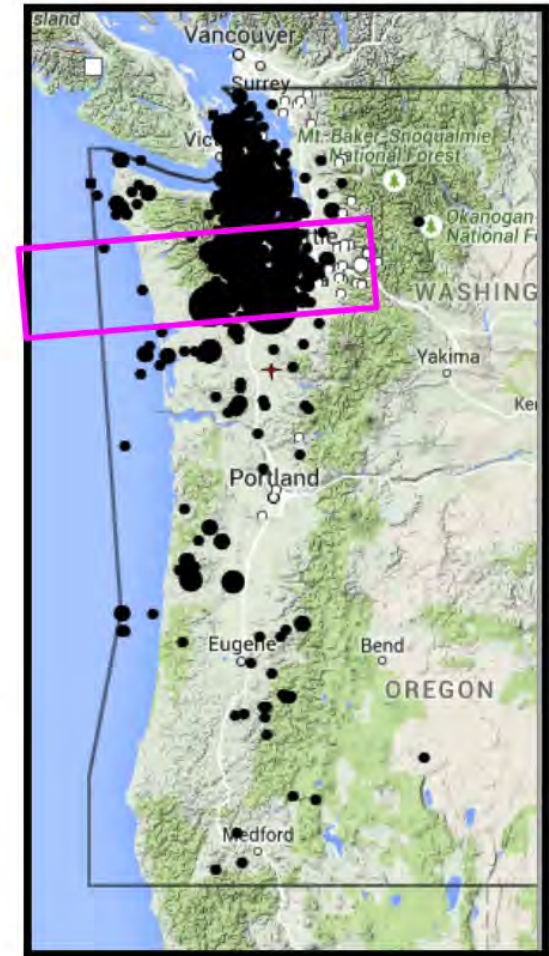 sland
Vancouver
Surrey
Vic
Mt. Baker-Snoqualmie
National Forest
Okanogan
National F
WASHING
Yakima
Ke
Portland
Eugene
Bend
OREGON
Medford